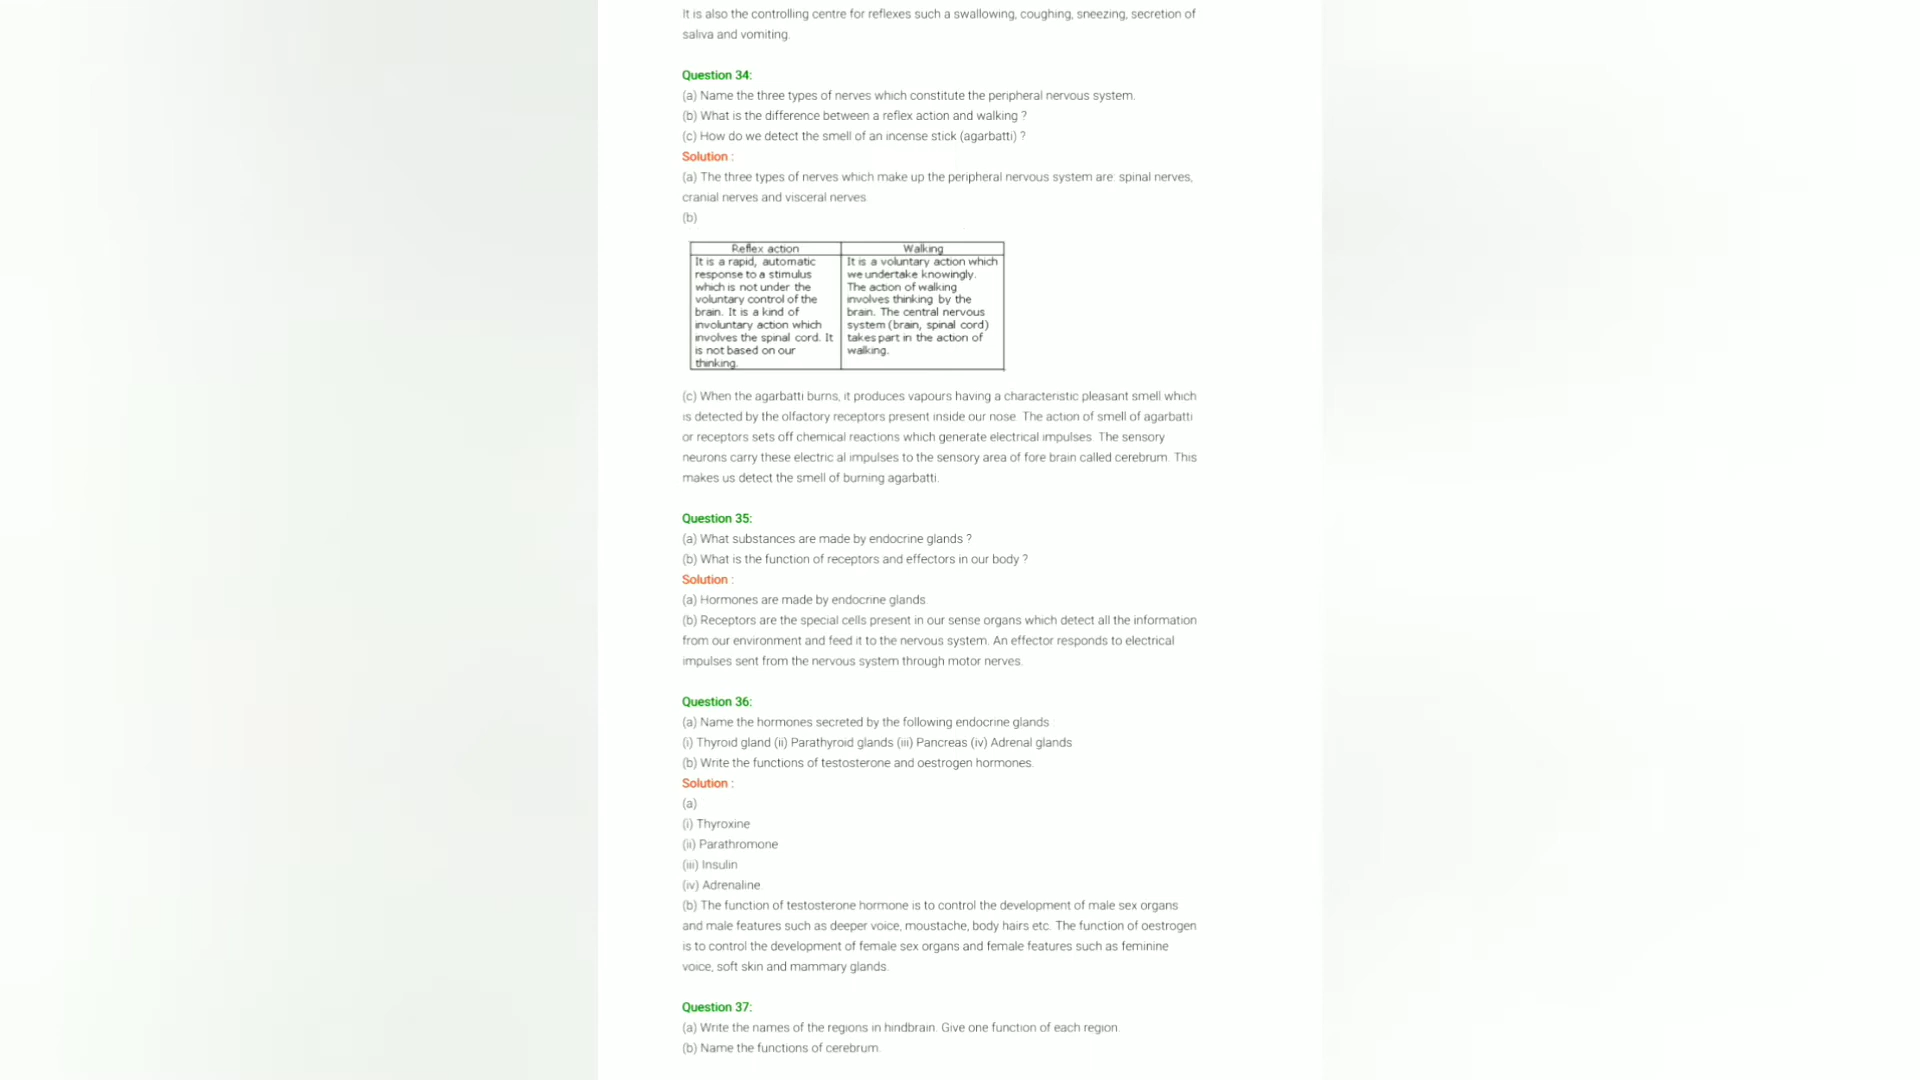 It is also the controlling centre for reflexes such a swallowing, coughing, sneezing, secretion of
saliva and vomiting.
Question 34:
(a) Name the three types of nerves which constitute the peripheral nervous system.
(b) What is the difference between a reflex action and walking ?
(c) How do we detect the smell of an incense stick (agarbatti) ?
Solution :
(a) The three types of nerves which make up the peripheral nervous system are: spinal nerves,
cranial nerves and visceral nerves.
(b)
Reflex action
It is a rapid, automatic
response to a stimulus
which is not under the
voluntary control of the
brain. It is a kind of
involuntary action which
involves the spinal cord. It
is not based on our
thinking.
Walking
It is a voluntary action which
we undertake knowingly.
The action of walking
involves thinking by the
brain. The central nervous
system (brain, spinal cord)
takes part in the action of
walking.
(c) When the agarbatti burns, it produces vapours having a characteristic pleasant smell which
is detected by the olfactory receptors present inside our nose. The action of smell of agarbatti
or receptors sets off chemical reactions which generate electrical impulses. The sensory
neurons carry these electric al impulses to the sensory area of fore brain called cerebrum. This
makes us detect the smell of burning agarbatti.
Question 35:
(a) What substances are made by endocrine glands ?
(b) What is the function of receptors and effectors in our body ?
Solution :
(a) Hormones are made by endocrine glands.
(b) Receptors are the special cells present in our sense organs which detect all the information
from our environment and feed it to the nervous system. An effector responds to electrical
impulses sent from the nervous system through motor nerves.
Question 36:
(a) Name the hormones secreted by the following endocrine glands
(i) Thyroid gland (ii) Parathyroid glands (iii) Pancreas (iv) Adrenal glands
(b) Write the functions of testosterone and oestrogen hormones.
Solution :
(a)
(i) Thyroxine
(ii) Parathromone
(iii) Insulin
(iv) Adrenaline
(b) The function of testosterone hormone is to control the development of male sex organs
and male features such as deeper voice, moustache, body hairs etc. The function of oestrogen
is to control the development of female sex organs and female features such as feminine
voice, soft skin and mammary glands.
Question 37:
(a) Write the names of the regions in hindbrain. Give one function of each region.
(b) Name the functions of cerebrum.